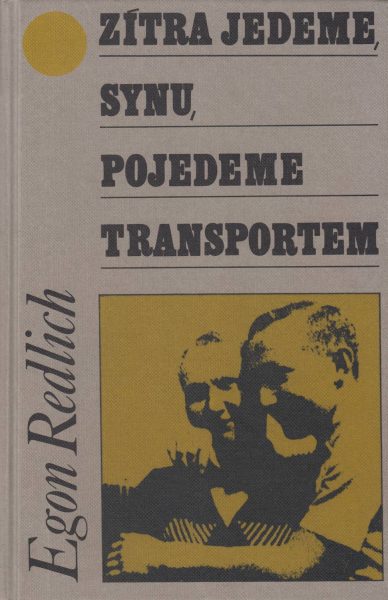 ZÍTRA JEDEME,
SYNU,
POJEDEME
TRANSPORTEM
Egon Redlich